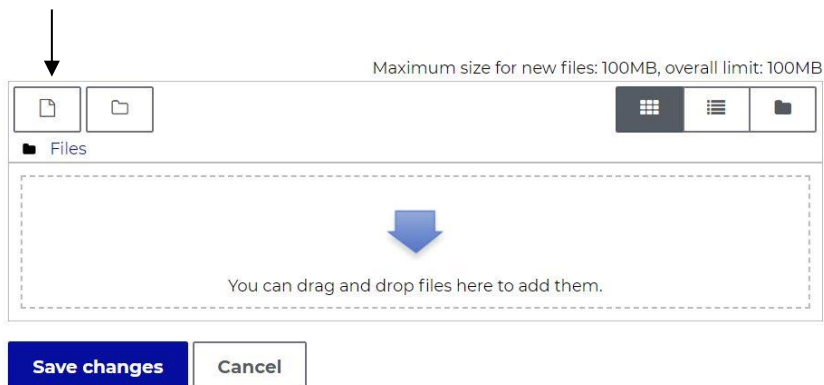 Maximum size for new files: 100MB, overall limit: 100MB
Files
You can drag and drop files here to add them.
Save changes
Cancel